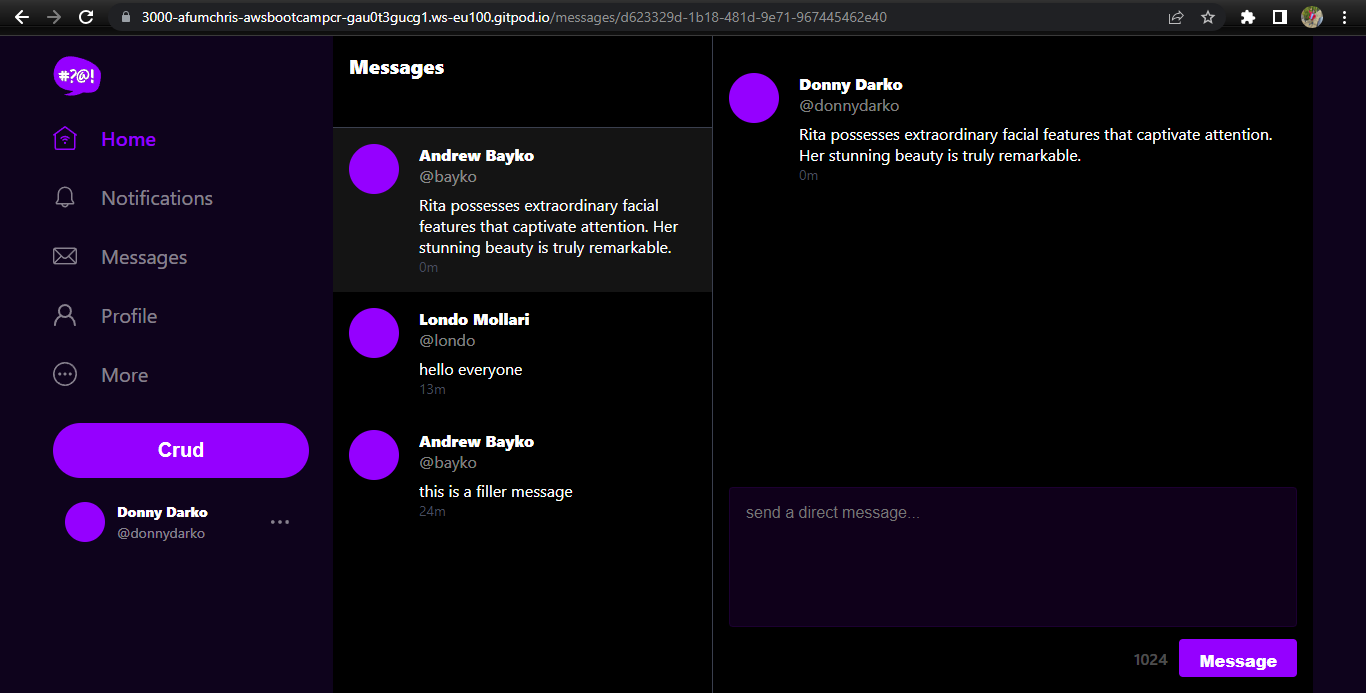 3000-afumchris-awsbootcampcr-gau0t3gucg1.ws-eu100.gitpod.io/messages/d623329d-1b18-481d-9e71-967445462e40
#?@!
Home
Notifications
Messages
Profile
More
Crud
Donny Darko
@donnydarko
Messages
Andrew Bayko
@bayko
Rita possesses extraordinary facial
features that captivate attention. Her
stunning beauty is truly remarkable.
0m
Londo Mollari
@londo
hello everyone
13m
Andrew Bayko
@bayko
this is a filler message
24m
Donny Darko
@donnydarko
Rita possesses extraordinary facial features that captivate attention.
Her stunning beauty is truly remarkable.
0m
send a direct message...
1024
Message